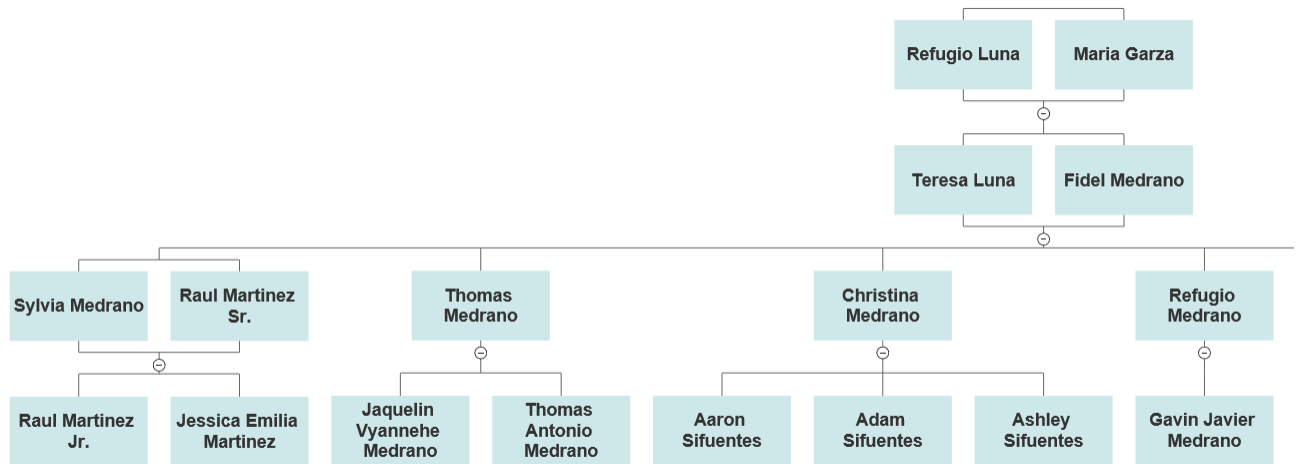 Refugio Luna
Maria Garza
Teresa Luna
Fidel Medrano
Sylvia Medrano
Raul Martinez
Sr.
Thomas
Medrano
Christina
Medrano
Refugio
Medrano
Raul Martinez
Jr.
Jessica Emilia
Martinez
Jaquelin
Vyannehe
Medrano
Thomas
Antonio
Medrano
Aaron
Sifuentes
Adam
Sifuentes
Ashley
Sifuentes
Gavin Javier
Medrano